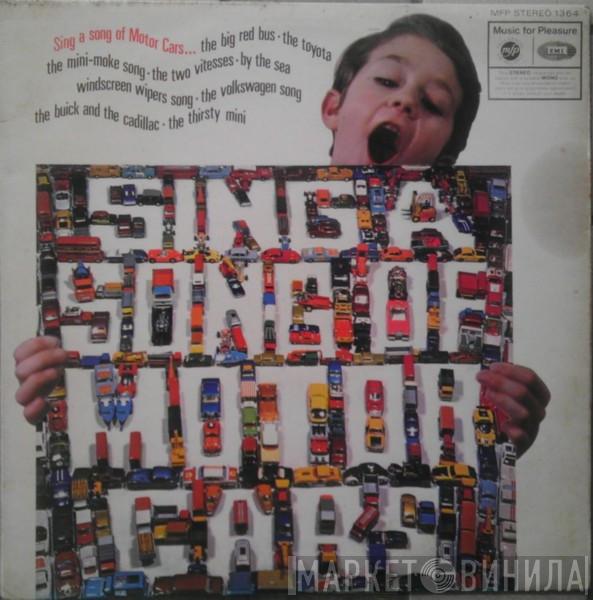 MFP STEREO 1364
Sing a song of Motor Cars... the big red bus · the toyota
the mini-moke song · the two vitesses · by the sea
windscreen wipers song · the volkswagen song
the buick and the cadillac · the thirsty mini
Music for Pleasure
mfp
EMI
SING A
SONG OF
MOTOR
CARS
МАРКЕТ ВИНИЛА